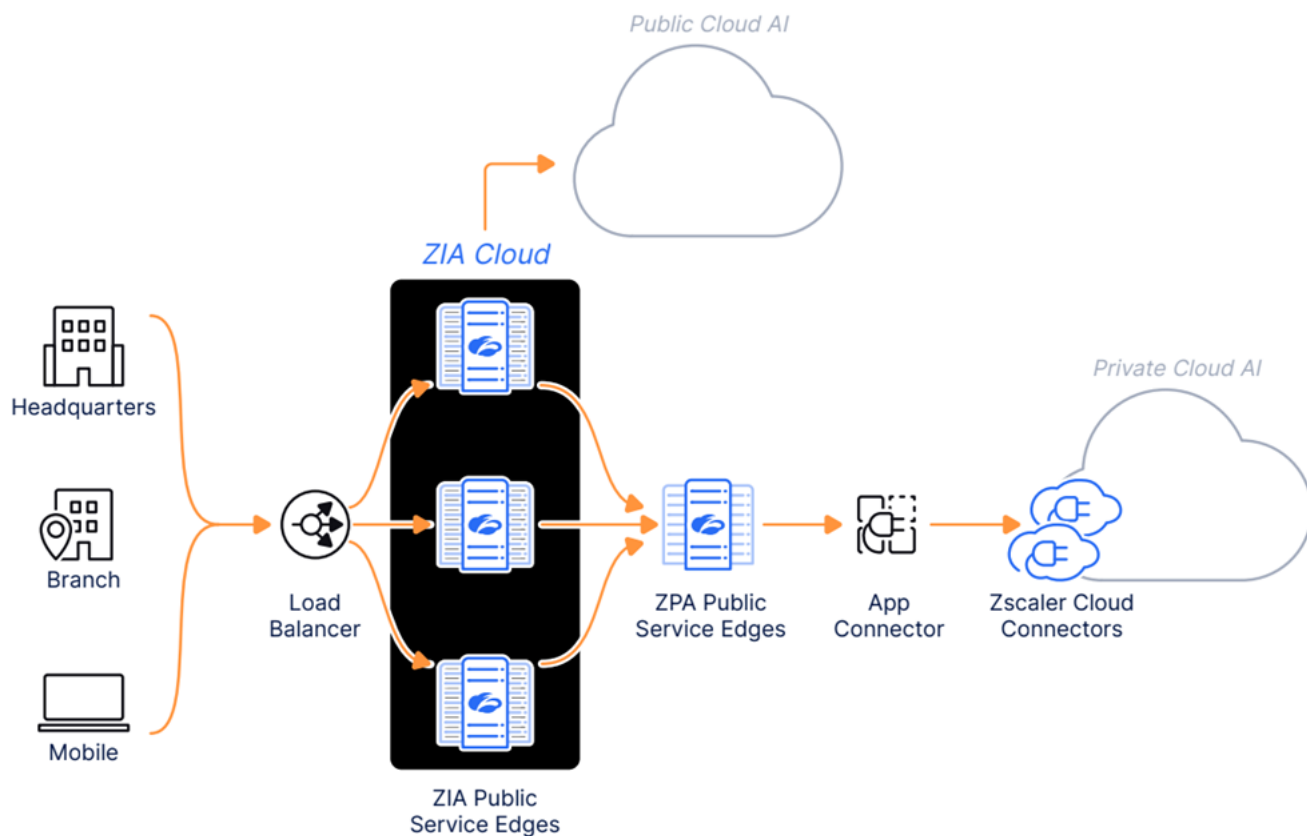 Public Cloud AI
ZIA Cloud
Headquarters
Branch
Mobile
Load
Balancer
ZIA Public
Service Edges
ZPA Public
Service Edges
App
Connector
Private Cloud AI
Zscaler Cloud
Connectors